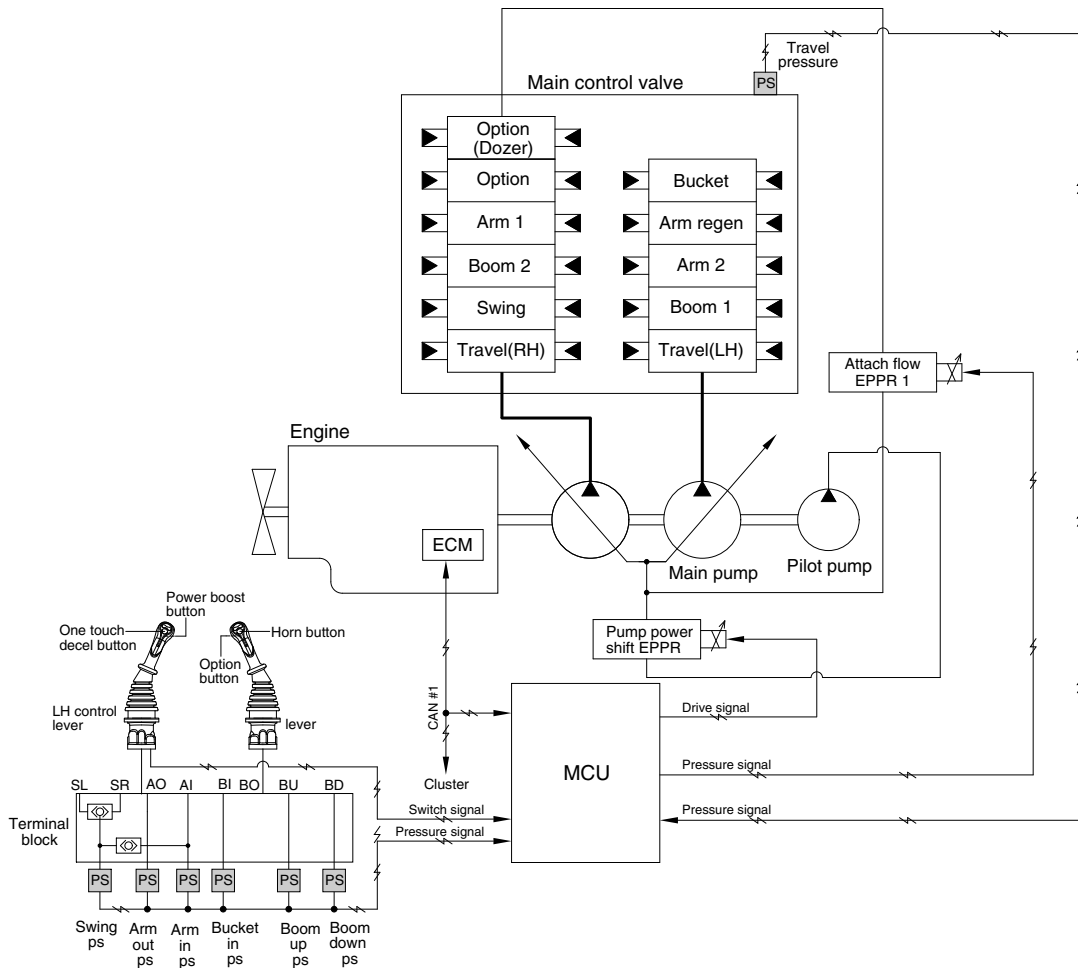 Travel
pressure
PS
Main control valve
Option
(Dozer)
Option
Arm 1
Boom 2
Swing
Travel(RH)
Bucket
Arm regen
Arm 2
Boom 1
Travel(LH)
Attach flow
EPPR 1
Engine
ECM
Main pump
Pilot pump
Pump power
shift EPPR
Power boost
button
One touch
decel button
Horn button
Option
button
LH control
lever
lever
CAN #1
Cluster
MCU
Drive signal
Pressure signal
Pressure signal
Switch signal
Pressure signal
SL SR AO AI BI BO BU BD
Terminal
block
PS PS PS PS PS PS
Swing
ps
Arm
out
ps
Arm
in
ps
Bucket
in
ps
Boom
up
ps
Boom
down
ps